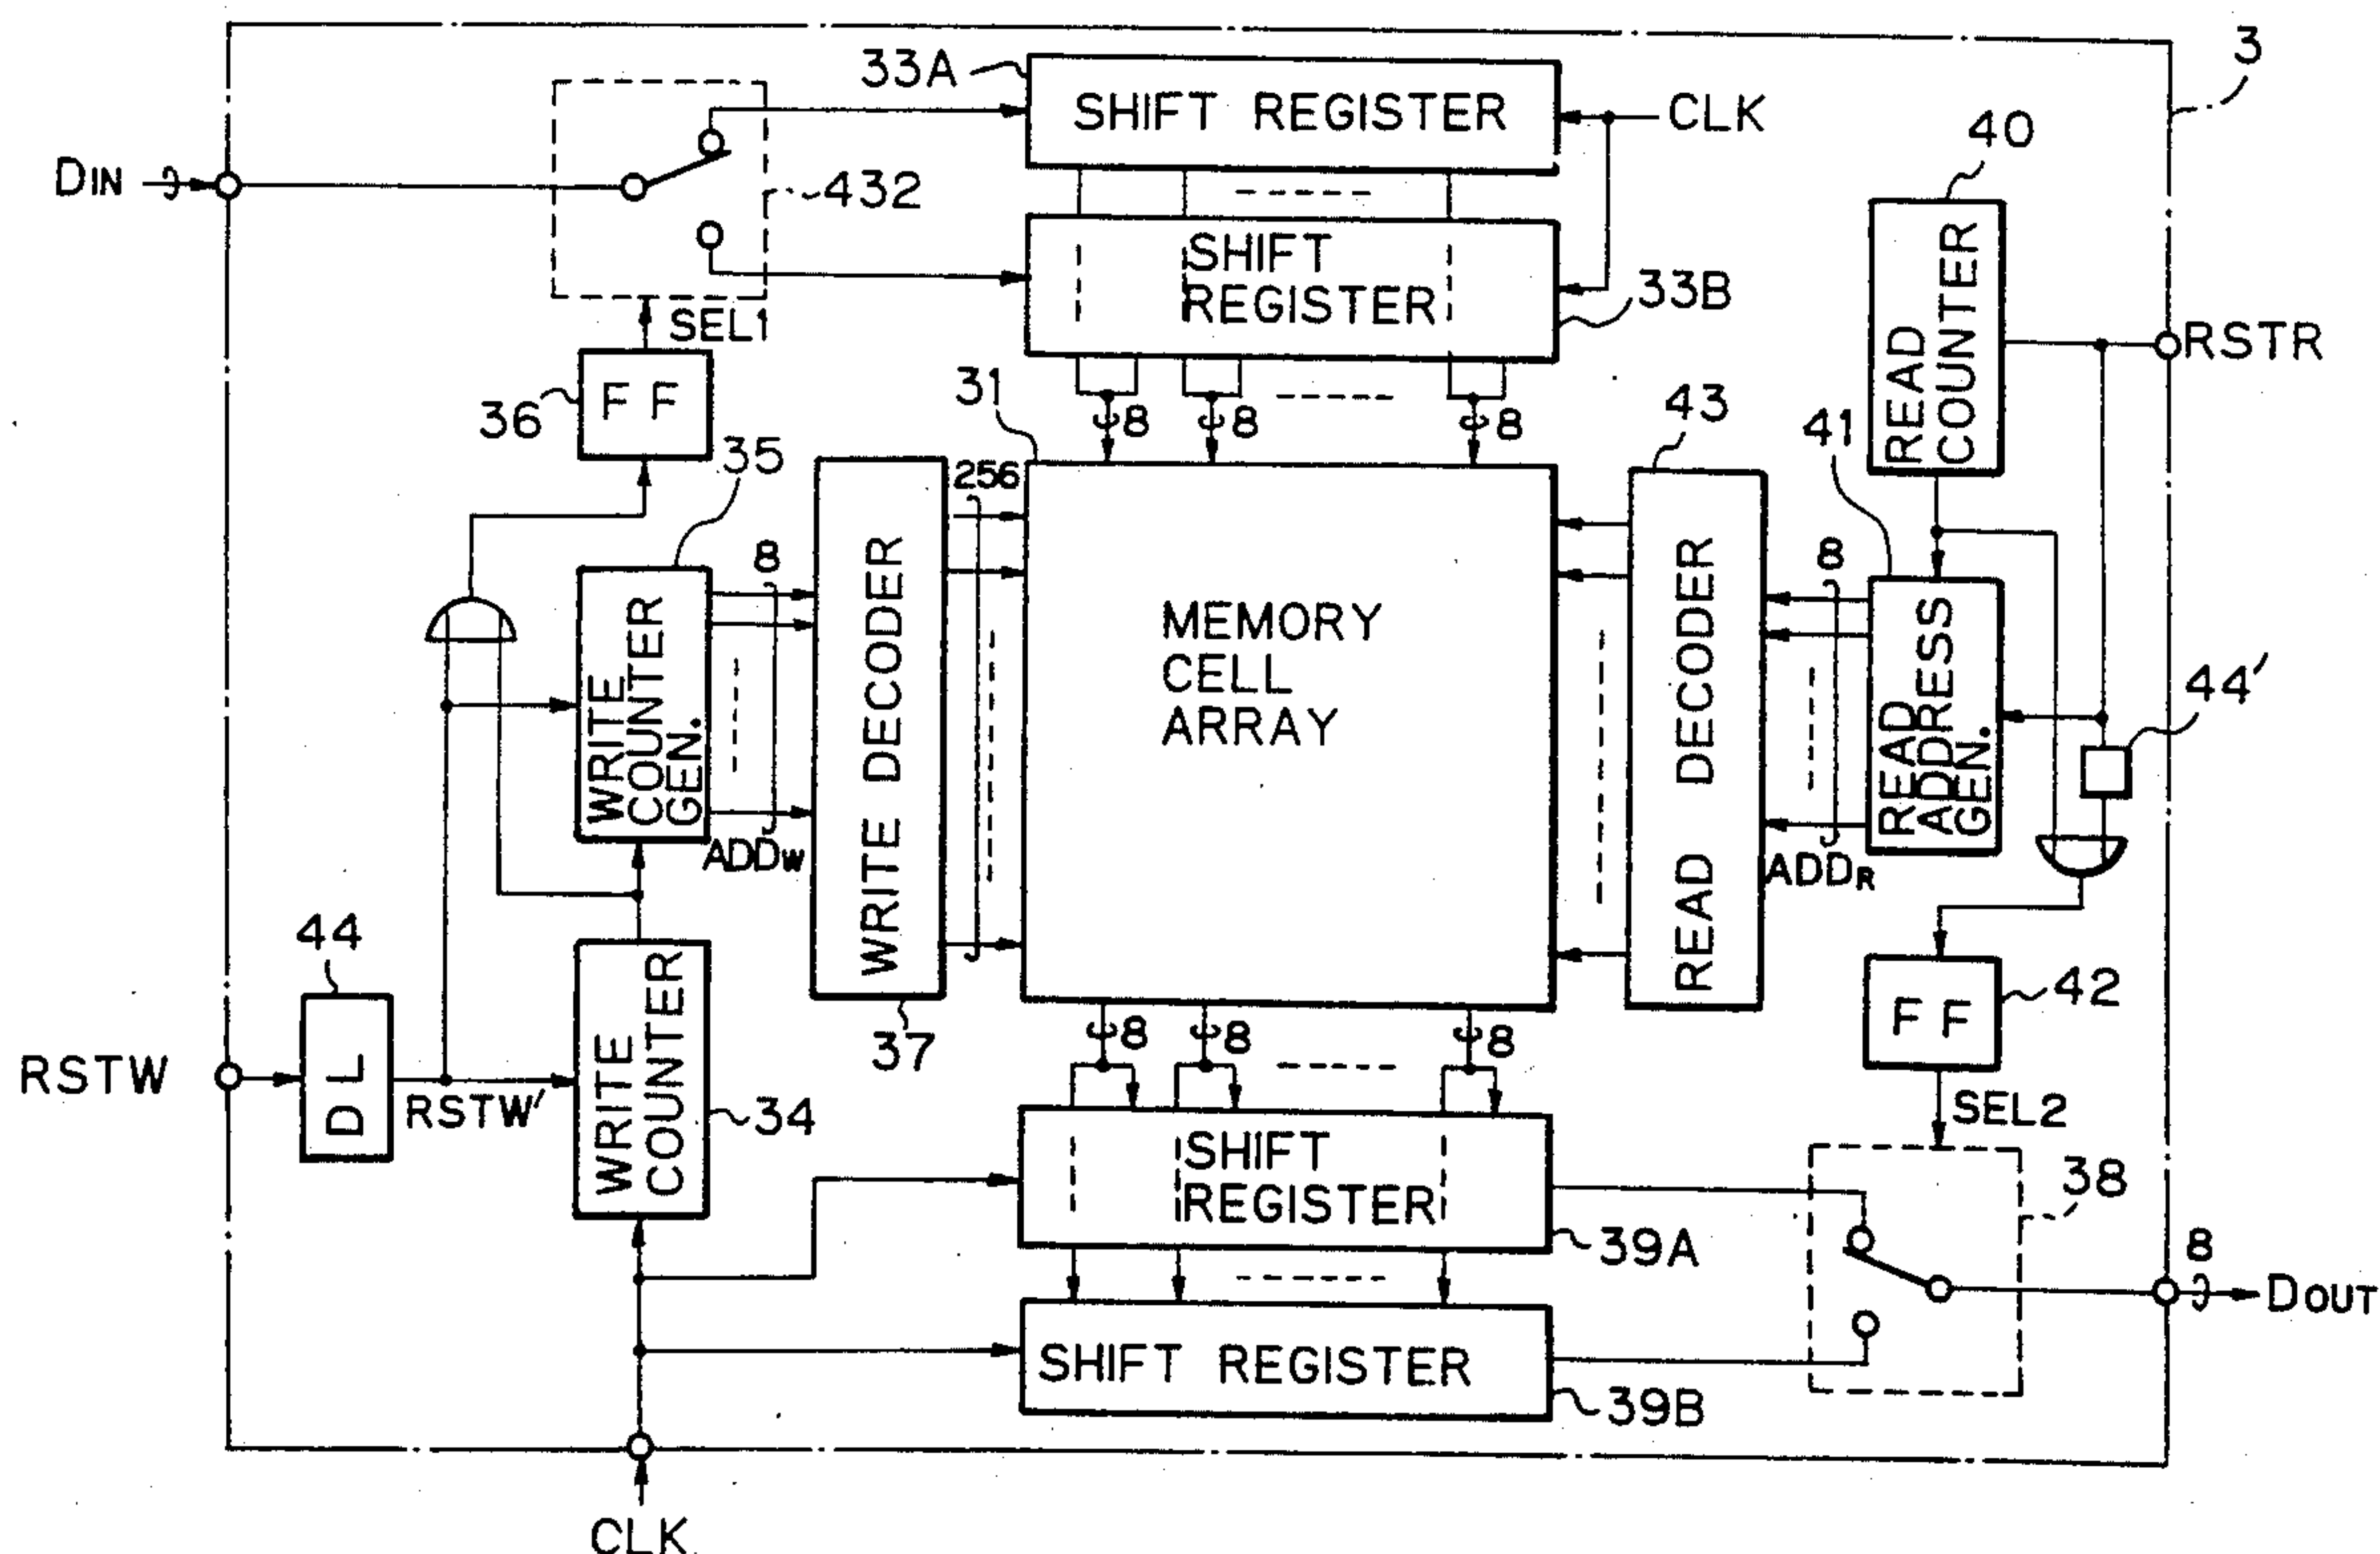 3
33A
SHIFT REGISTER
CLK
40
DIN
432
SHIFT
REGISTER
33B
READ
COUNTER
RSTR
SEL1
36
F F
31
8
8
8
43
41
35
256
8
WRITE
COUNTER
GEN.
ADDW
WRITE DECODER
37
MEMORY
CELL
ARRAY
READ DECODER
8
ADDR
READ
ADDRESS
GEN.
44'
44
RSTW
DL
RSTW'
WRITE
COUNTER
34
8
8
8
F F
42
SEL2
SHIFT
REGISTER
39A
38
8
DOUT
SHIFT REGISTER
39B
CLK